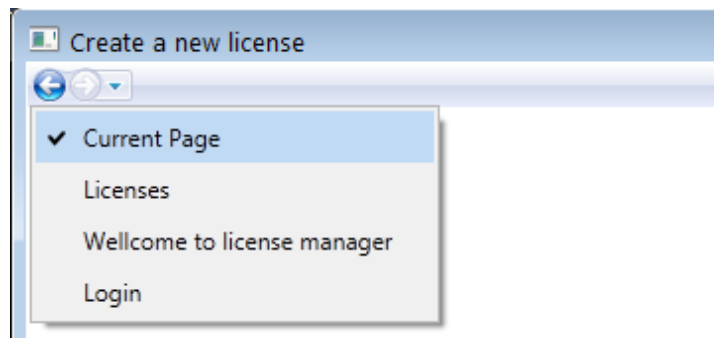 Create a new license
Current Page
Licenses
Wellcome to license manager
Login